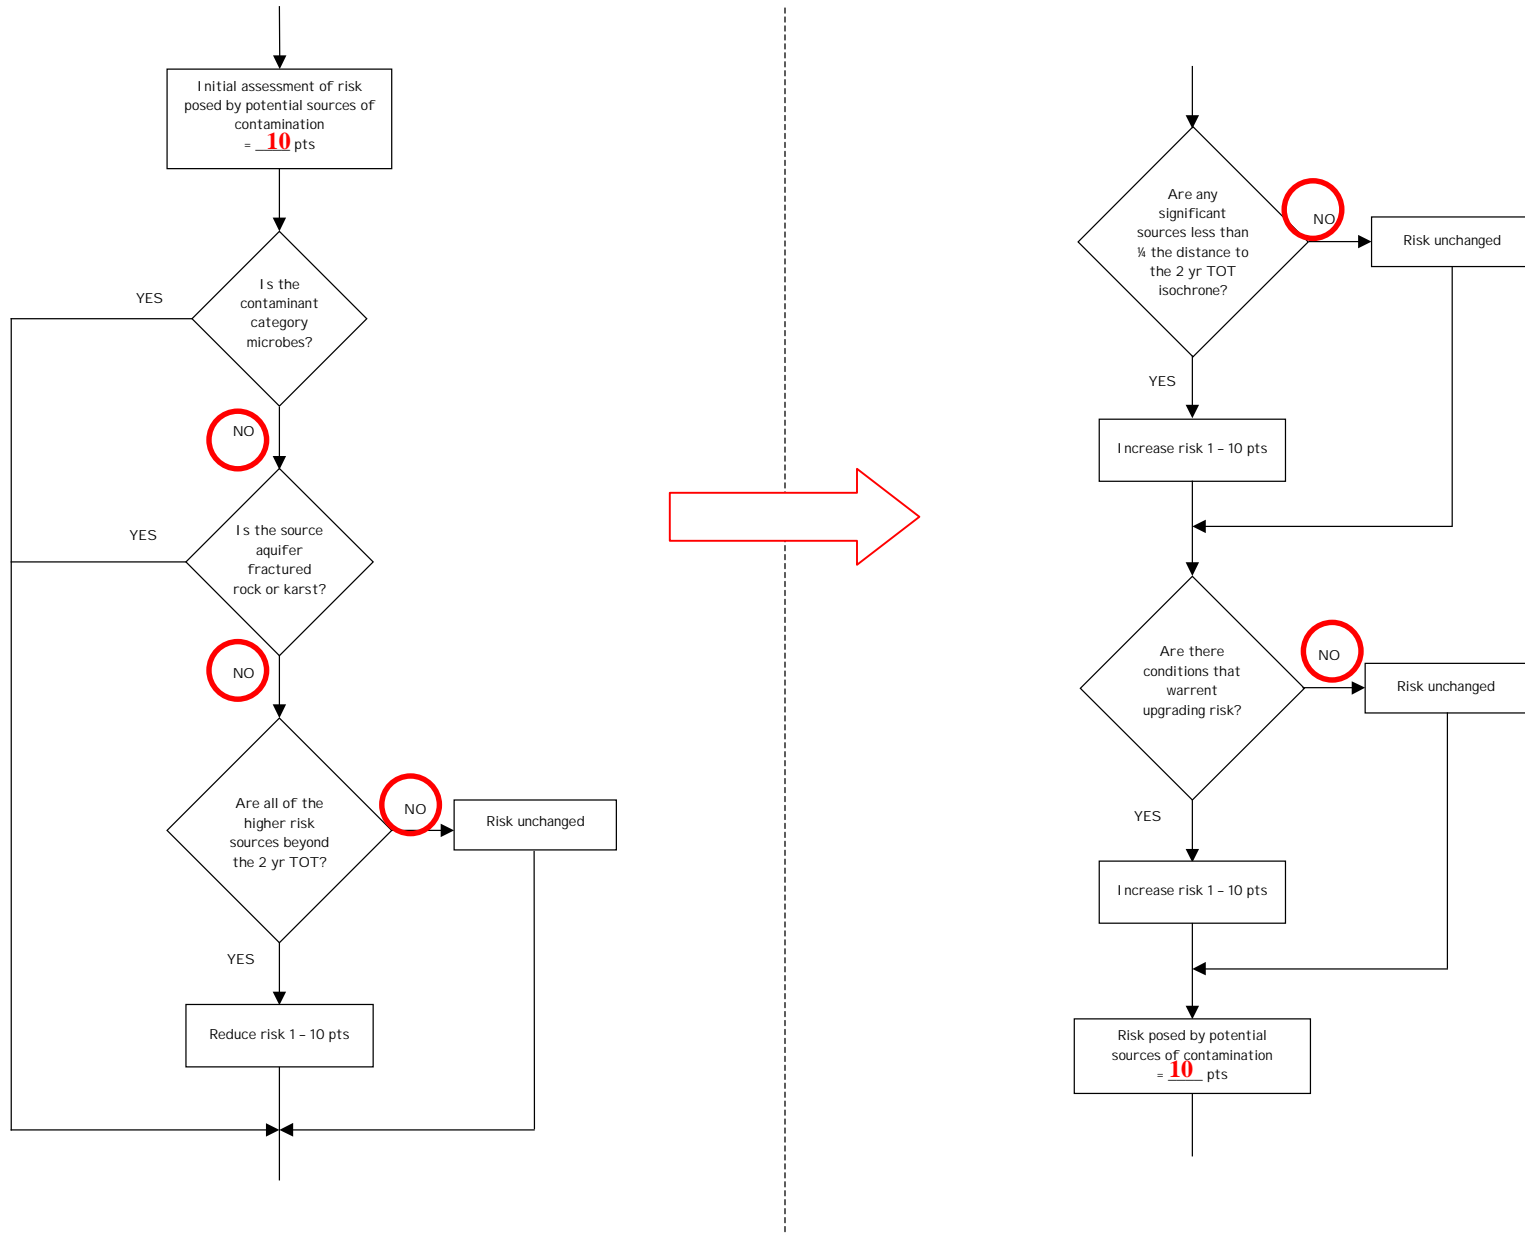 Initial assessment of risk
posed by potential sources of
contamination
= 10 pts
Is the
contaminant
category
microbes?
YES
NO
Is the source
aquifer
fractured
rock or karst?
YES
NO
Are all of the
higher risk
sources beyond
the 2 yr TOT?
NO
Risk unchanged
YES
Reduce risk 1 – 10 pts
Are any
significant
sources less than
¼ the distance to
the 2 yr TOT
isochrone?
NO
Risk unchanged
YES
Increase risk 1 – 10 pts
Are there
conditions that
warrent
upgrading risk?
NO
Risk unchanged
YES
Increase risk 1 – 10 pts
Risk posed by potential
sources of contamination
= 10 pts